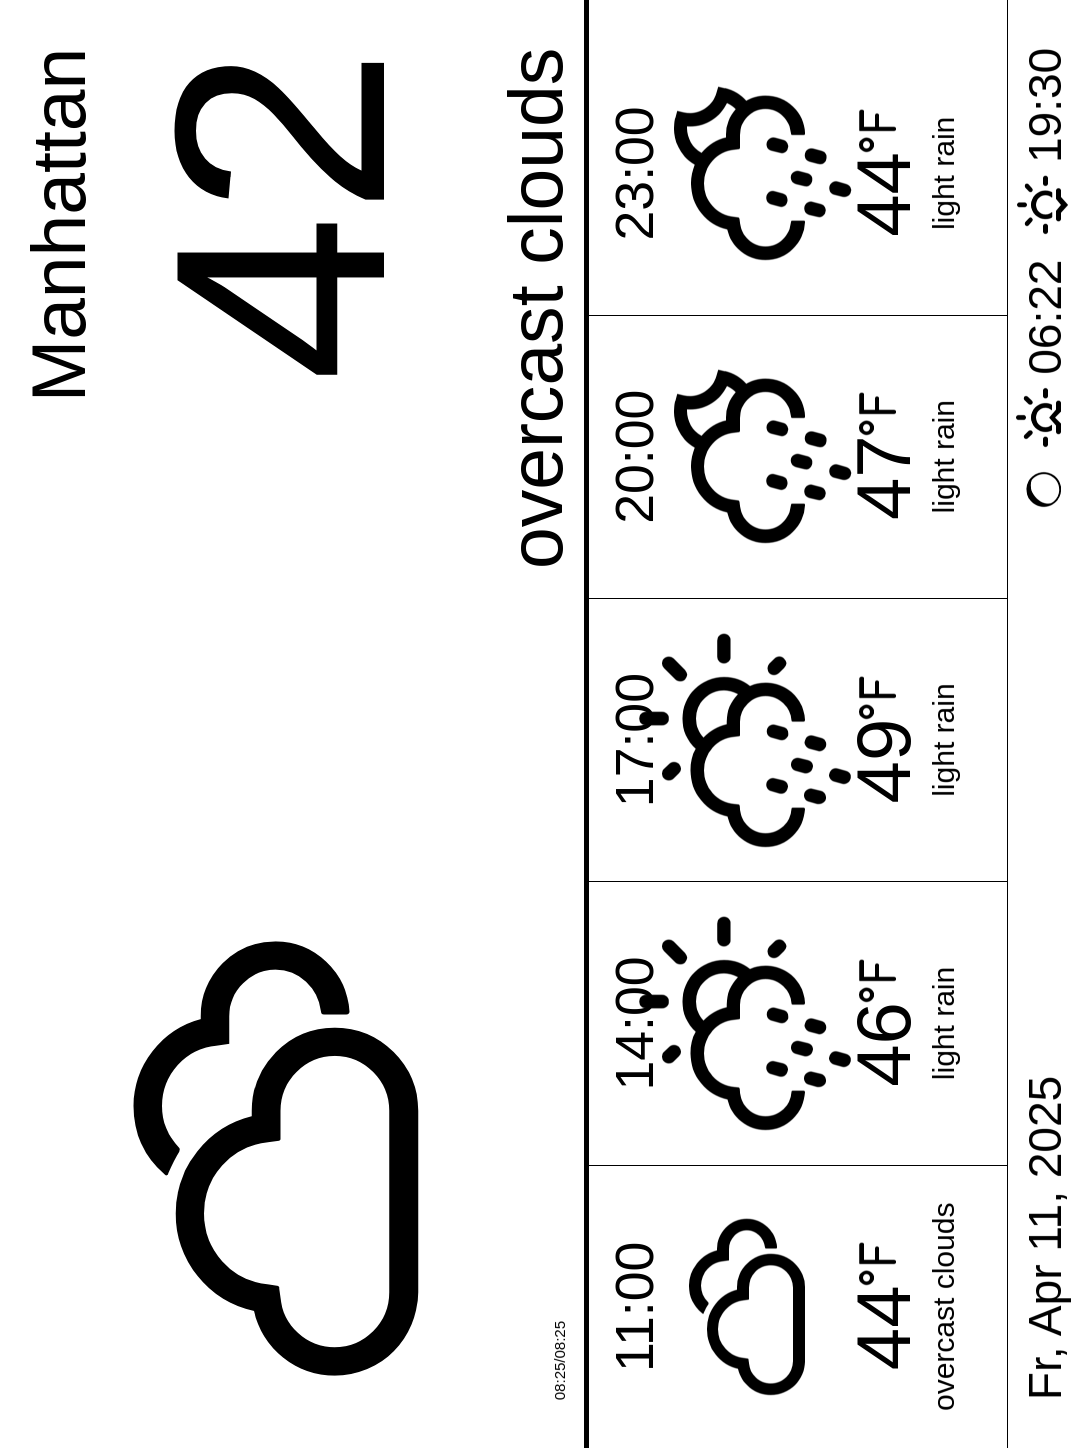 Manhattan
42
overcast clouds
08:25/08:25
11:00
44°F
overcast clouds
14:00
46°F
light rain
17:00
49°F
light rain
20:00
47°F
light rain
23:00
44°F
light rain
Fr, Apr 11, 2025
06:22
19:30